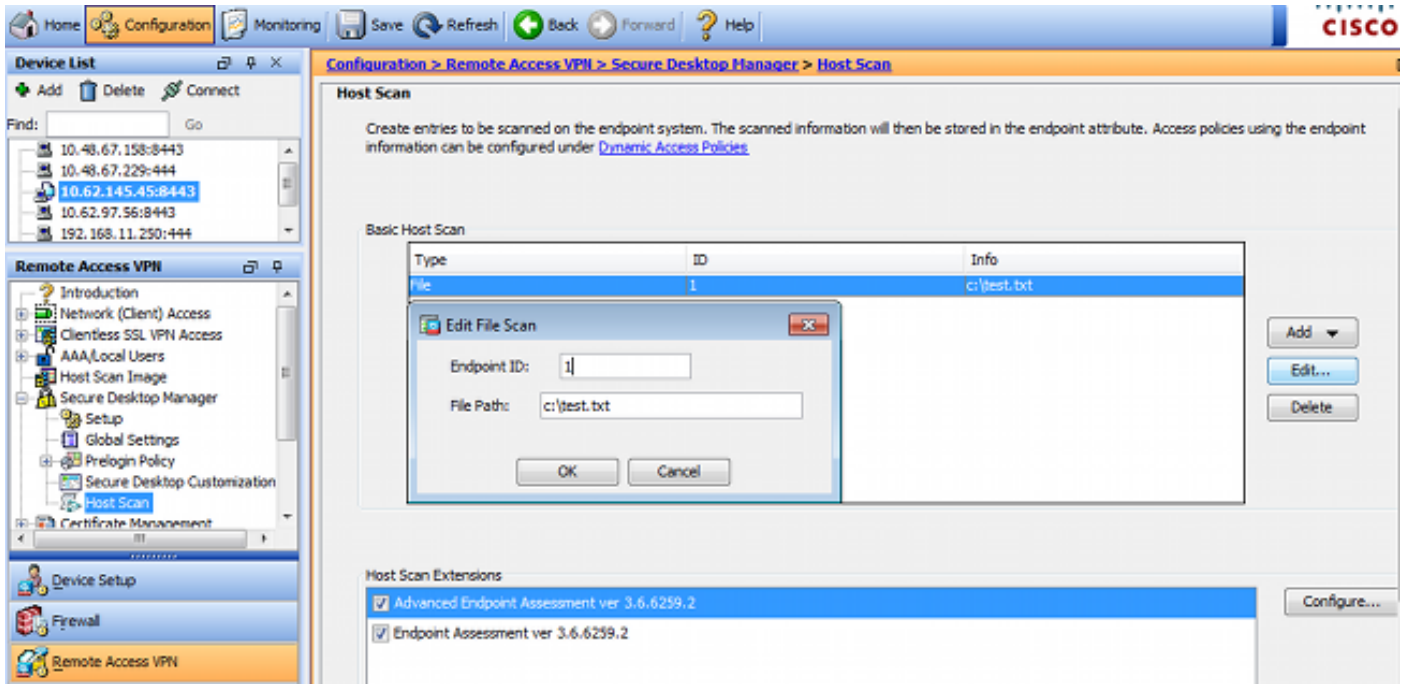 Home Configuration Monitoring Save Refresh Back Forward Help
CISCO
Device List
Add Delete Connect
Find: Go
10.48.67.158:8443
10.48.67.229:444
10.62.145.45:8443
10.62.97.56:8443
192.168.11.250:444
Remote Access VPN
Introduction
Network (Client) Access
Clientless SSL VPN Access
AAA/Local Users
Host Scan Image
Secure Desktop Manager
Setup
Global Settings
Prelogin Policy
Secure Desktop Customization
Host Scan
Certificate Management
Device Setup
Firewall
Remote Access VPN
Configuration > Remote Access VPN > Secure Desktop Manager > Host Scan
Host Scan
Create entries to be scanned on the endpoint system. The scanned information will then be stored in the endpoint attribute. Access policies using the endpoint
information can be configured under Dynamic Access Policies
Basic Host Scan
Type ID Info
File 1 c:\test.txt
Edit File Scan
Endpoint ID: 1
File Path: c:\test.txt
OK Cancel
Add
Edit...
Delete
Host Scan Extensions
Advanced Endpoint Assessment ver 3.6.6259.2
Endpoint Assessment ver 3.6.6259.2
Configure...